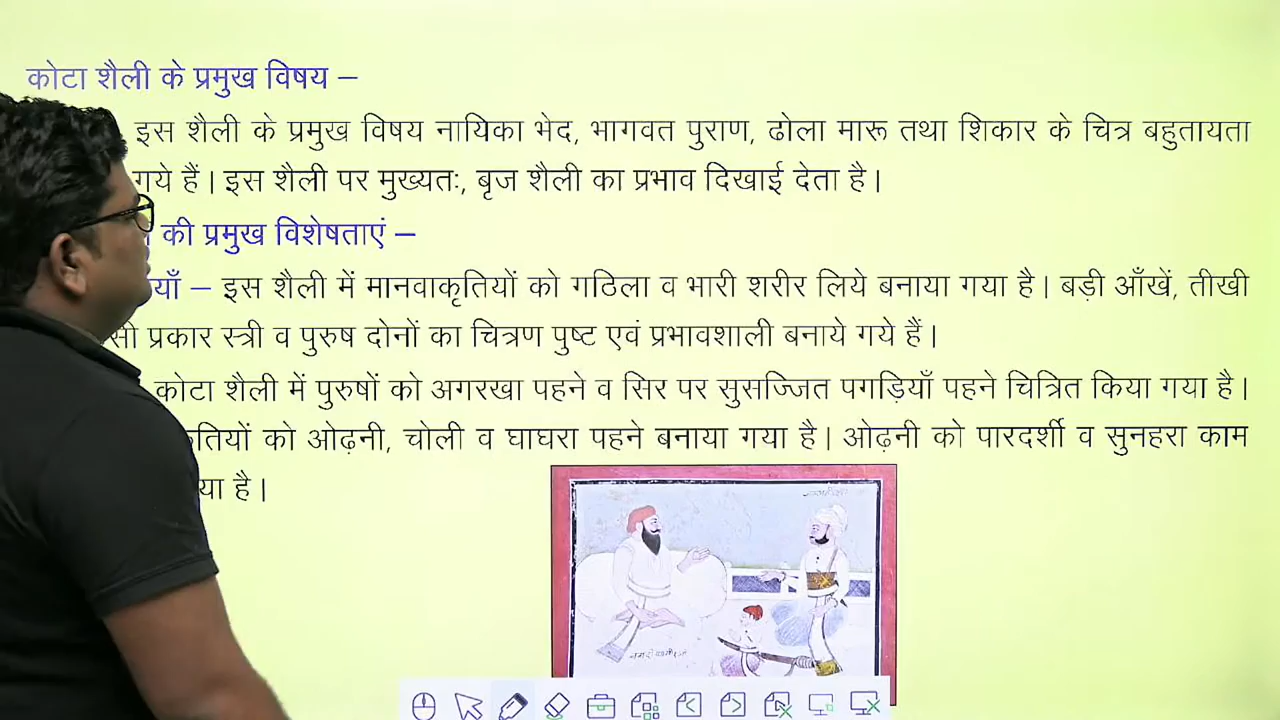 कोटा शैली के प्रमुख विषय –
इस शैली के प्रमुख विषय नायिका भेद, भागवत पुराण, ढोला मारू तथा शिकार के चित्र बहुतायता
गये हैं। इस शैली पर मुख्यतः, बृज शैली का प्रभाव दिखाई देता है।
की प्रमुख विशेषताएं –
– इस शैली में मानवाकृतियों को गठिला व भारी शरीर लिये बनाया गया है। बड़ी आँखें, तीखी
प्रकार स्त्री व पुरुष दोनों का चित्रण पुष्ट एवं प्रभावशाली बनाये गये हैं।
कोटा शैली में पुरुषों को अगरखा पहने व सिर पर सुसज्जित पगड़ियाँ पहने चित्रित किया गया है।
को ओढ़नी, चोली व घाघरा पहने बनाया गया है। ओढ़नी को पारदर्शी व सुनहरा काम
है।